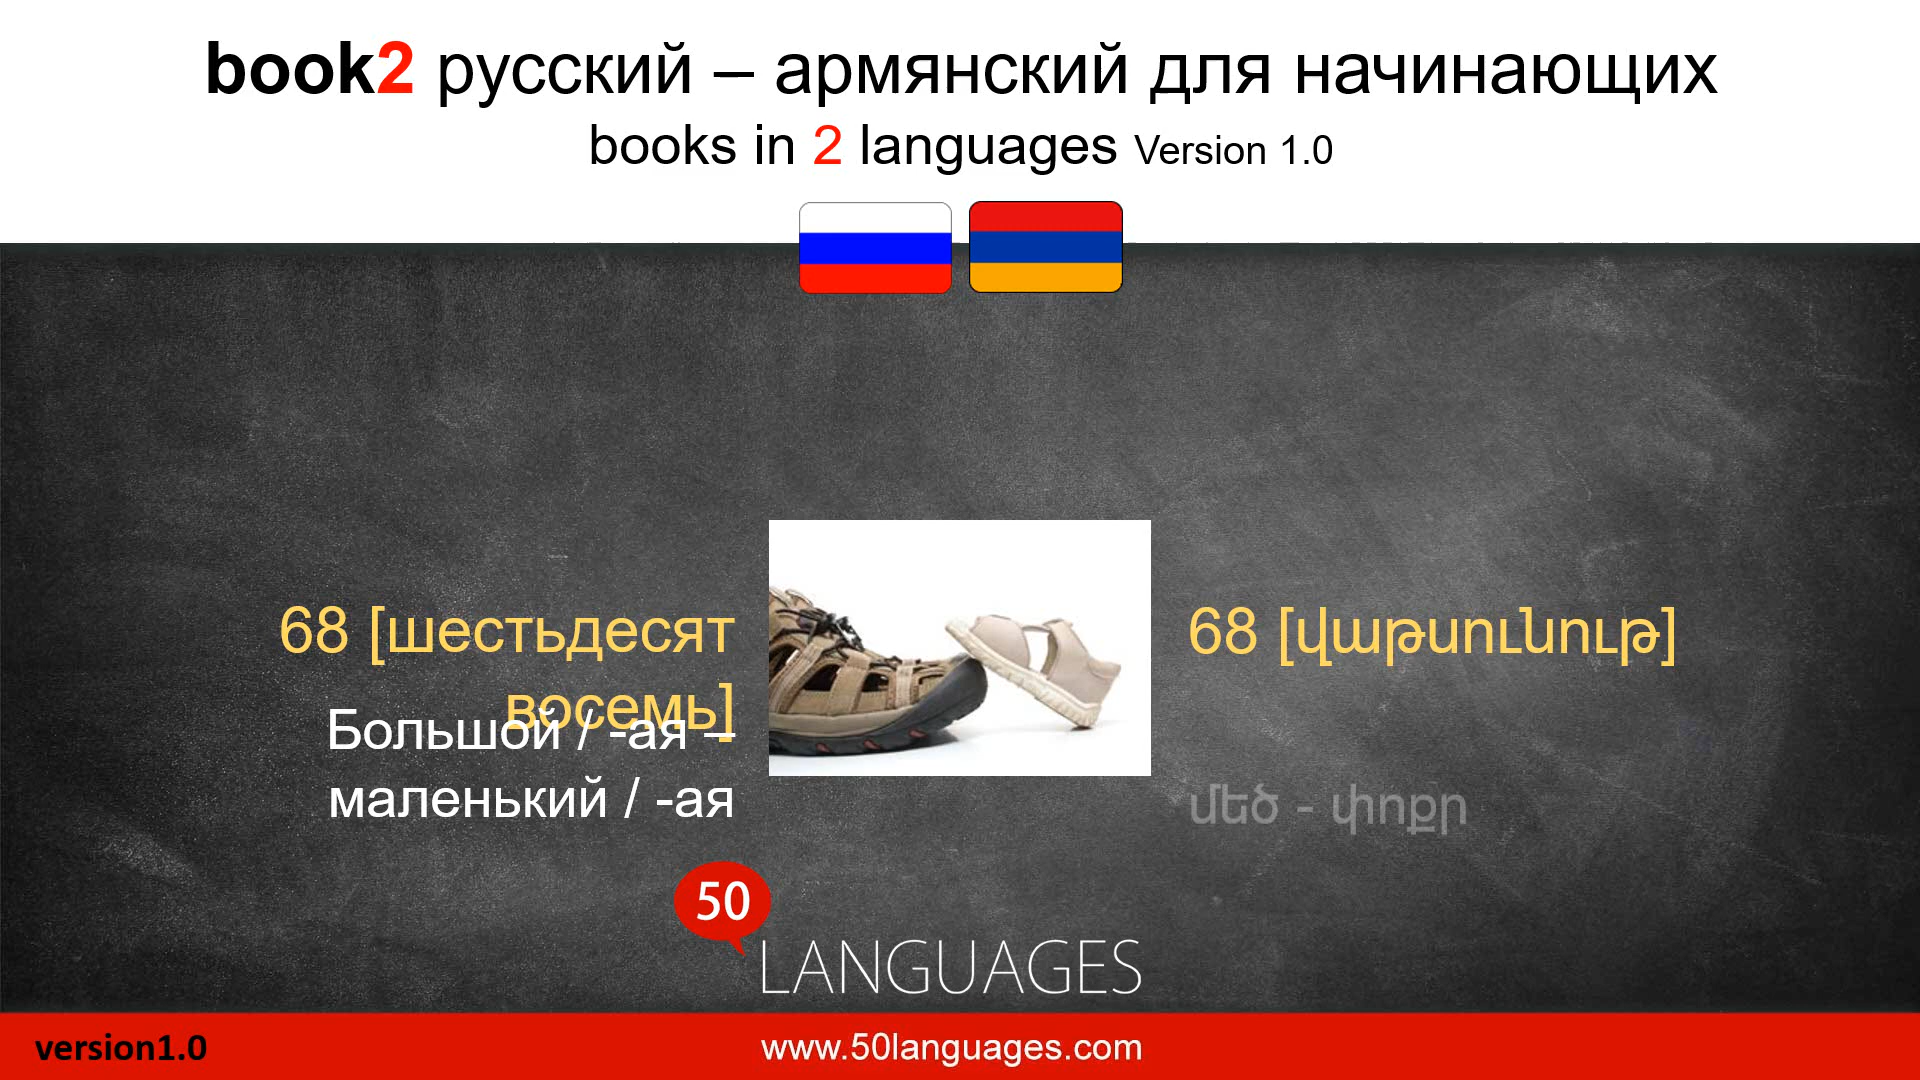 book2 русский – армянский для начинающих
books in 2 languages Version 1.0
68 [шестьдесят
восемь]
Большой / -ая –
маленький / -ая
68 [վաթսունութ]
մեծ - փոքր
50
LANGUAGES
version1.0
www.50languages.com